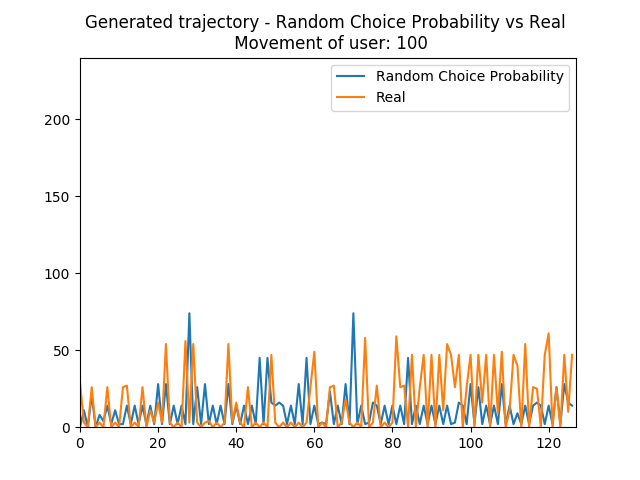 Generated trajectory - Random Choice Probability vs Real
Movement of user: 100
Random Choice Probability
Real
200
150
100
50
0
0 20 40 60 80 100 120